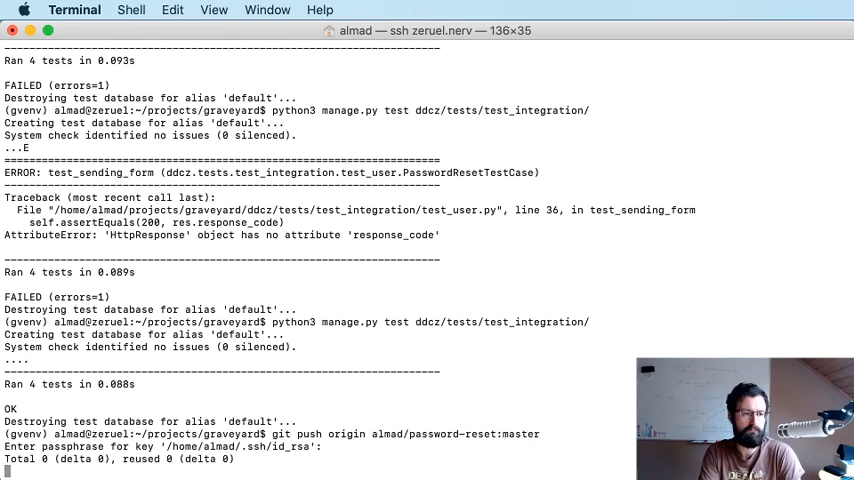 Terminal Shell Edit View Window Help
almad — ssh zeruel.nerv — 136×35
----------------------------------------------------------------------
Ran 4 tests in 0.093s
FAILED (errors=1)
Destroying test database for alias 'default'...
(gvenv) almad@zeruel:~/projects/graveyard$ python3 manage.py test ddcz/tests/test_integration/
Creating test database for alias 'default'...
System check identified no issues (0 silenced).
...E
======================================================================
ERROR: test_sending_form (ddcz.tests.test_integration.test_user.PasswordResetTestCase)
----------------------------------------------------------------------
Traceback (most recent call last):
File "/home/almad/projects/graveyard/ddcz/tests/test_integration/test_user.py", line 36, in test_sending_form
self.assertEquals(200, res.response_code)
AttributeError: 'HttpResponse' object has no attribute 'response_code'
----------------------------------------------------------------------
Ran 4 tests in 0.089s
FAILED (errors=1)
Destroying test database for alias 'default'...
(gvenv) almad@zeruel:~/projects/graveyard$ python3 manage.py test ddcz/tests/test_integration/
Creating test database for alias 'default'...
System check identified no issues (0 silenced).
....
----------------------------------------------------------------------
Ran 4 tests in 0.088s
OK
Destroying test database for alias 'default'...
(gvenv) almad@zeruel:~/projects/graveyard$ git push origin almad/password-reset:master
Enter passphrase for key '/home/almad/.ssh/id_rsa':
Total 0 (delta 0), reused 0 (delta 0)